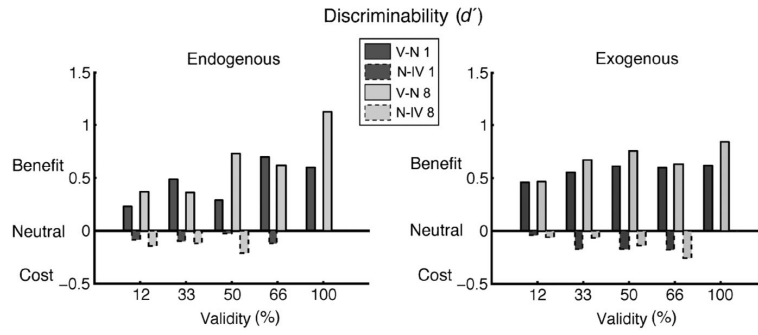 Discriminability (d′)
Endogenous
V-N 1
N-IV 1
V-N 8
N-IV 8
Exogenous
1.5
1
Benefit
0.5
Neutral
0
Cost
−0.5
12 33 50 66 100
Validity (%)
1.5
1
Benefit
0.5
Neutral
0
Cost
−0.5
12 33 50 66 100
Validity (%)